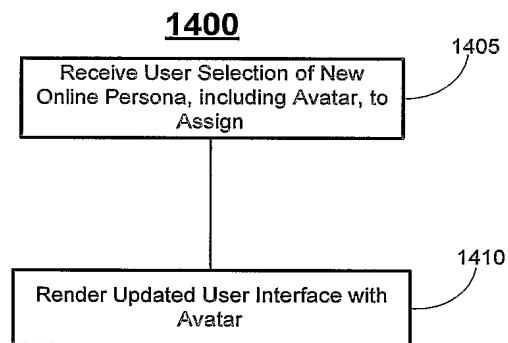 1400
1405
Receive User Selection of New
Online Persona, including Avatar, to
Assign
1410
Render Updated User Interface with
Avatar